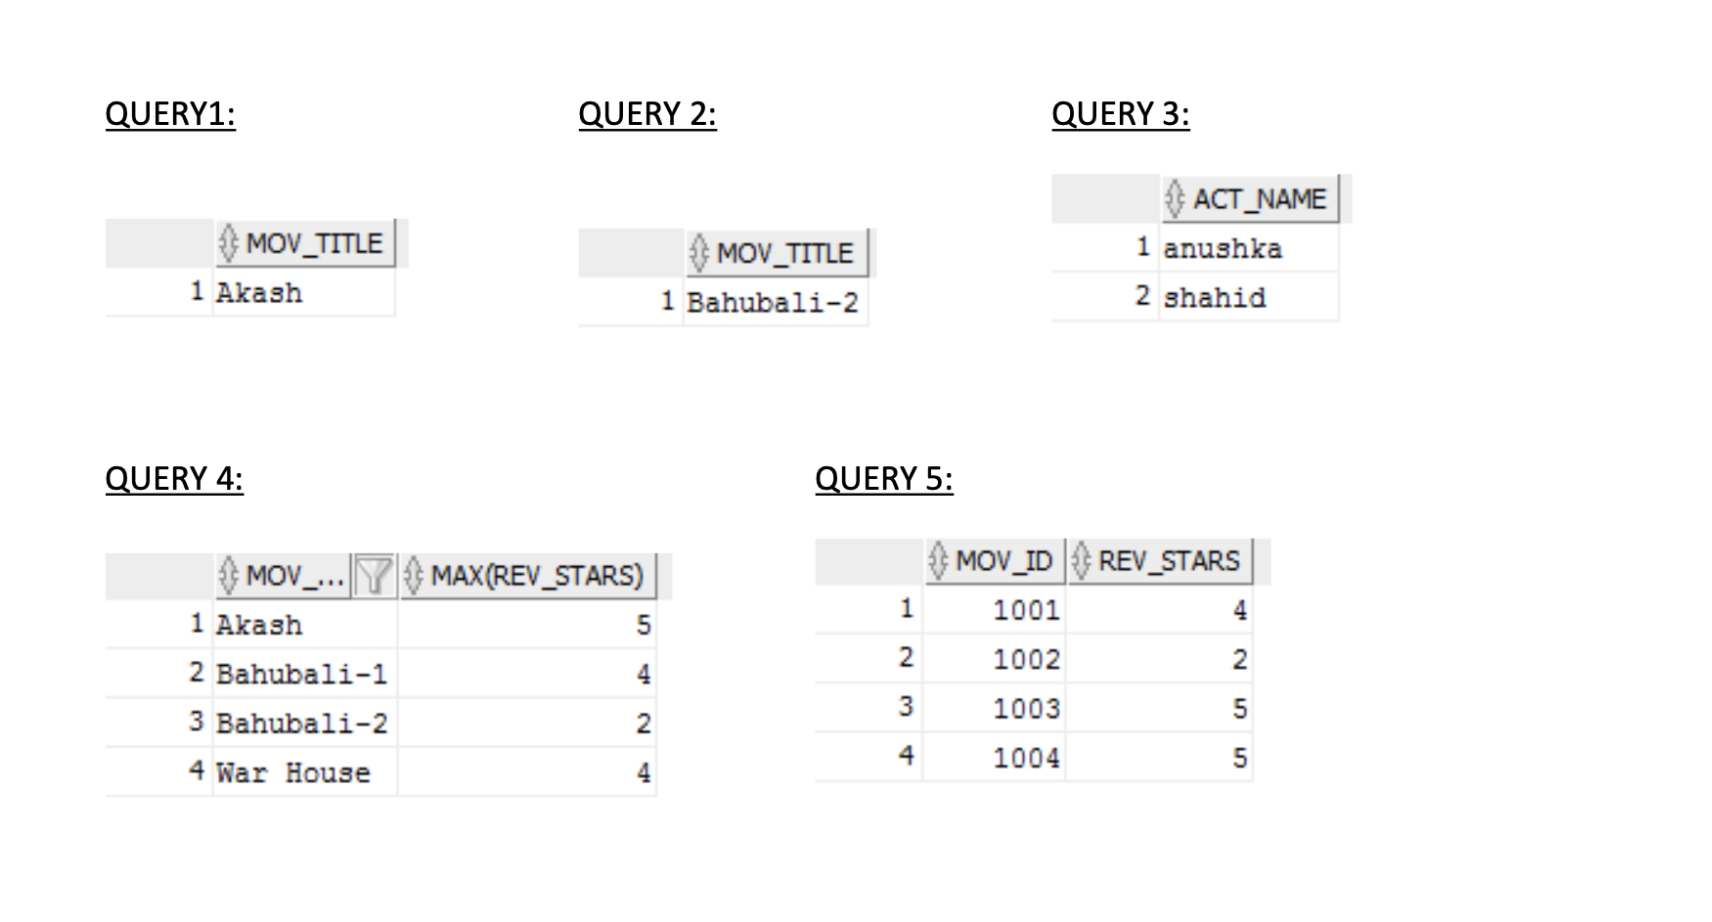 QUERY1:
MOV_TITLE
1 Akash
QUERY 2:
MOV_TITLE
1 Bahubali-2
QUERY 3:
ACT_NAME
1 anushka
2 shahid
QUERY 4:
MOV_... MAX(REV_STARS)
1 Akash 5
2 Bahubali-1 4
3 Bahubali-2 2
4 War House 4
QUERY 5:
MOV_ID REV_STARS
1 1001 4
2 1002 2
3 1003 5
4 1004 5